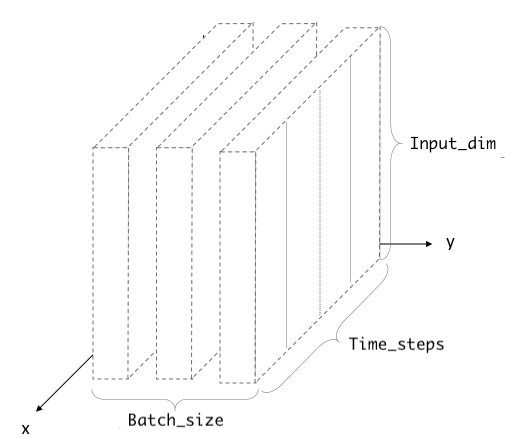 Input_dim
y
Time_steps
Batch_size
x